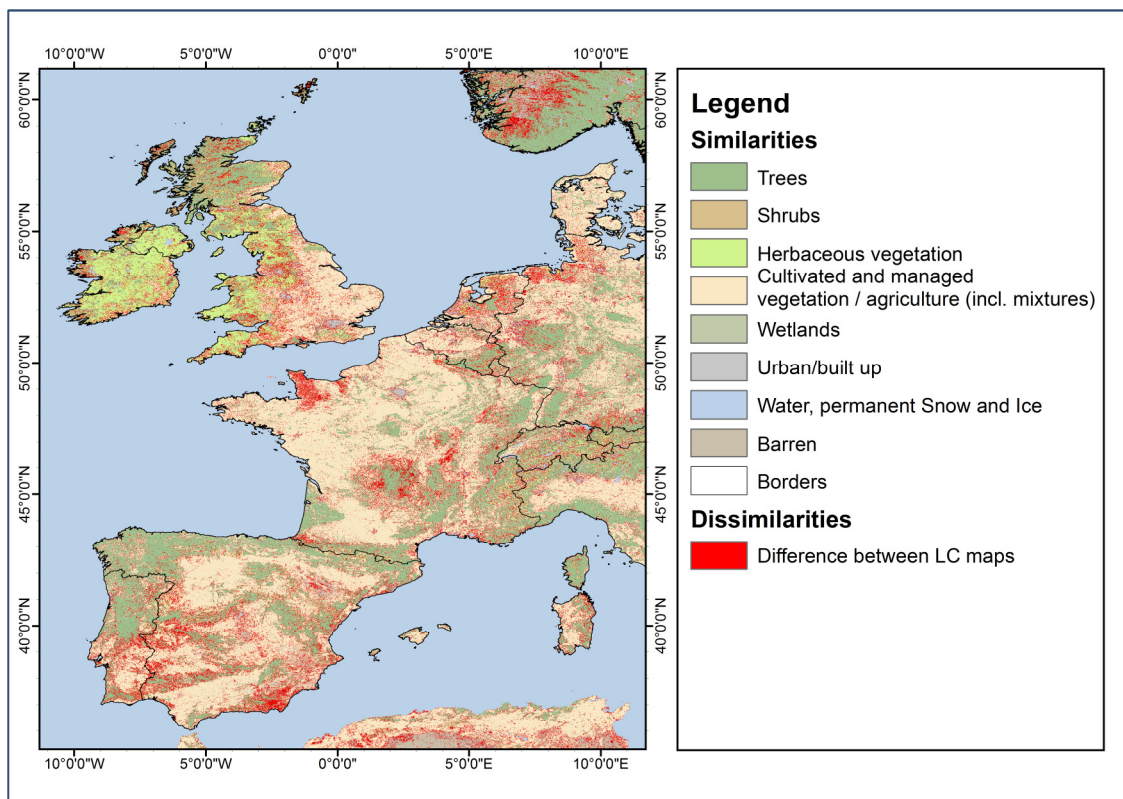 10°0'0"W 5°0'0"W 0°0'0" 5°0'0"E 10°0'0"E
60°0'0"N
55°0'0"N
50°0'0"N
45°0'0"N
40°0'0"N
60°0'0"N
55°0'0"N
50°0'0"N
45°0'0"N
40°0'0"N
10°0'0"W 5°0'0"W 0°0'0" 5°0'0"E 10°0'0"E
Legend
Similarities
Trees
Shrubs
Herbaceous vegetation
Cultivated and managed
vegetation / agriculture (incl. mixtures)
Wetlands
Urban/built up
Water, permanent Snow and Ice
Barren
Borders
Dissimilarities
Difference between LC maps